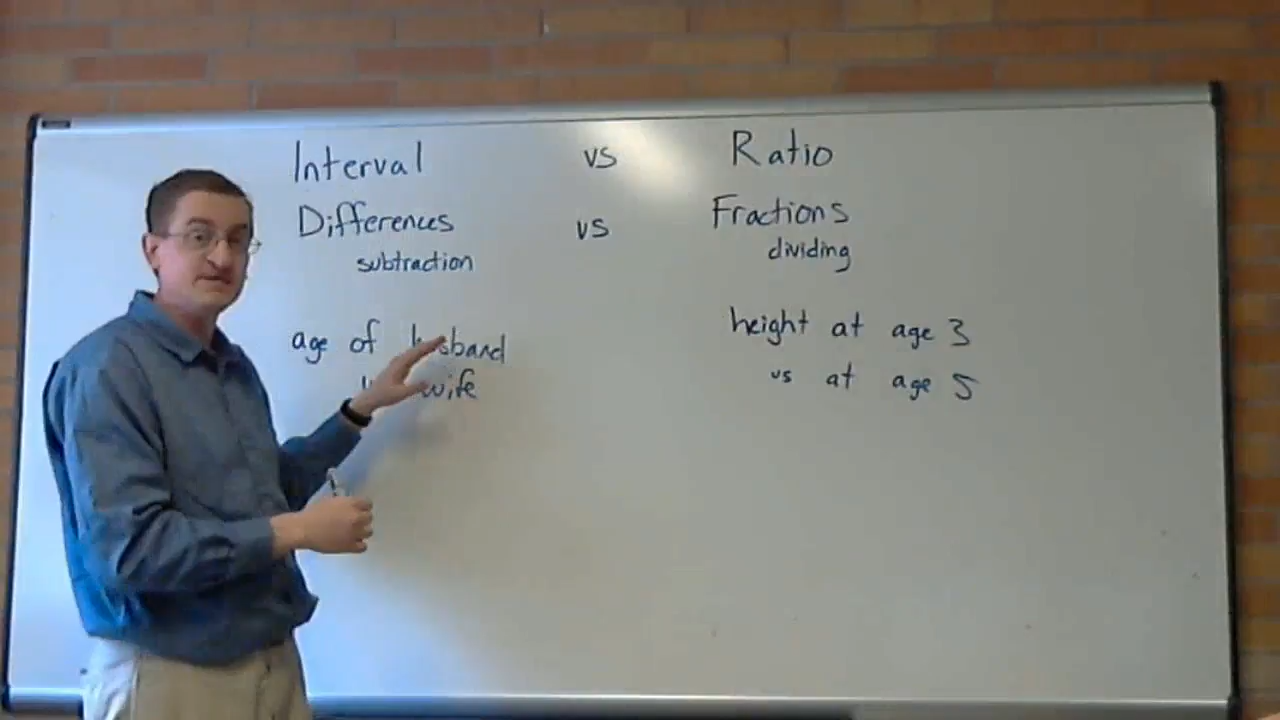 Interval vs Ratio
Differences vs Fractions
subtraction dividing
age of husband
wife
height at age 3
vs at age 5